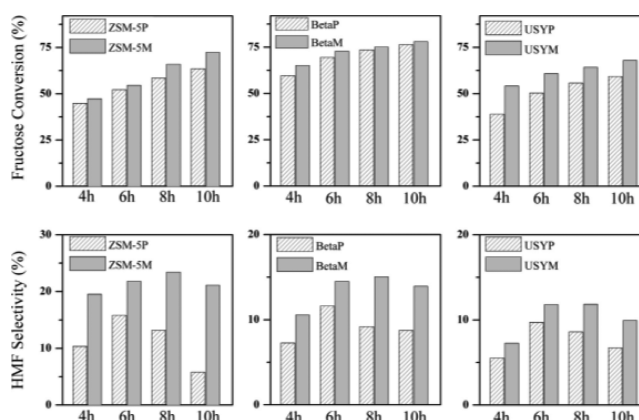 Fructose Conversion (%)
75
50
25
0
ZSM-5P
ZSM-5M
4h 6h 8h 10h
75
50
25
0
BetaP
BetaM
4h 6h 8h 10h
75
50
25
0
USYP
USYM
4h 6h 8h 10h
HMF Selectivity (%)
30
20
10
0
ZSM-5P
ZSM-5M
4h 6h 8h 10h
20
10
0
BetaP
BetaM
4h 6h 8h 10h
20
10
0
USYP
USYM
4h 6h 8h 10h